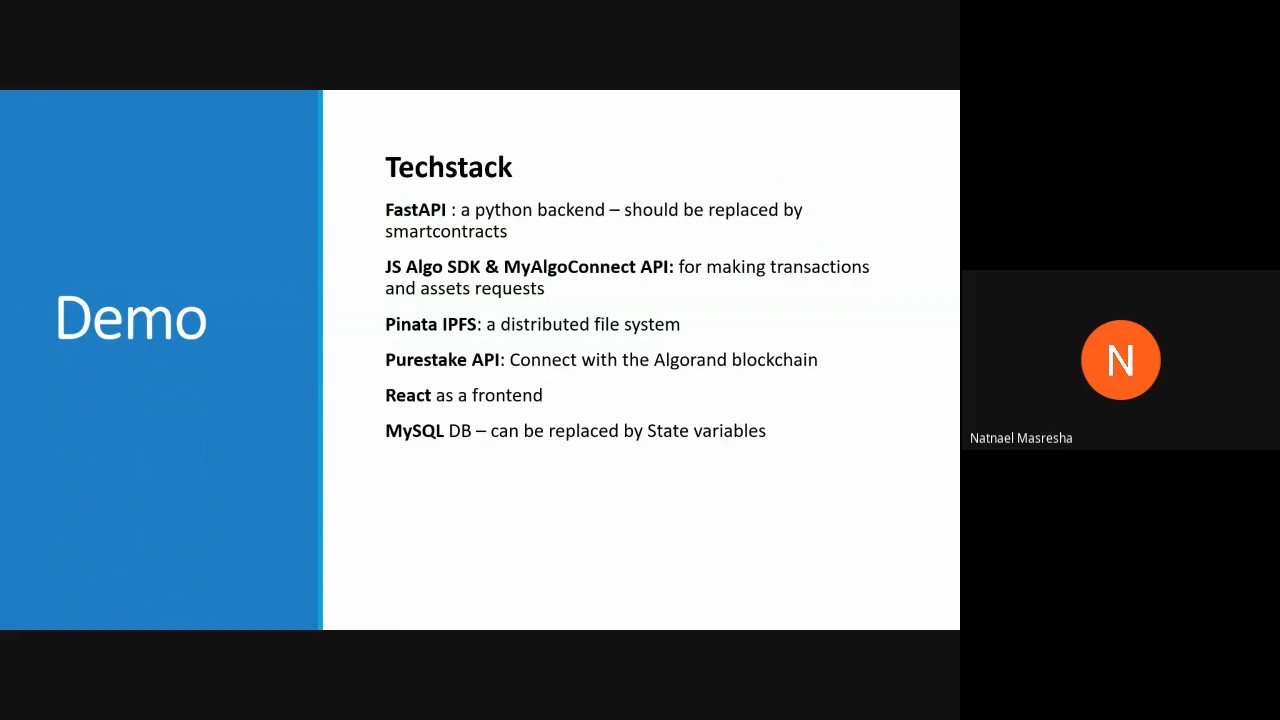 Demo
Techstack
FastAPI : a python backend – should be replaced by
smartcontracts
JS Algo SDK & MyAlgoConnect API: for making transactions
and assets requests
Pinata IPFS: a distributed file system
Purestake API: Connect with the Algorand blockchain
React as a frontend
MySQL DB – can be replaced by State variables
N
Natnael Masresha